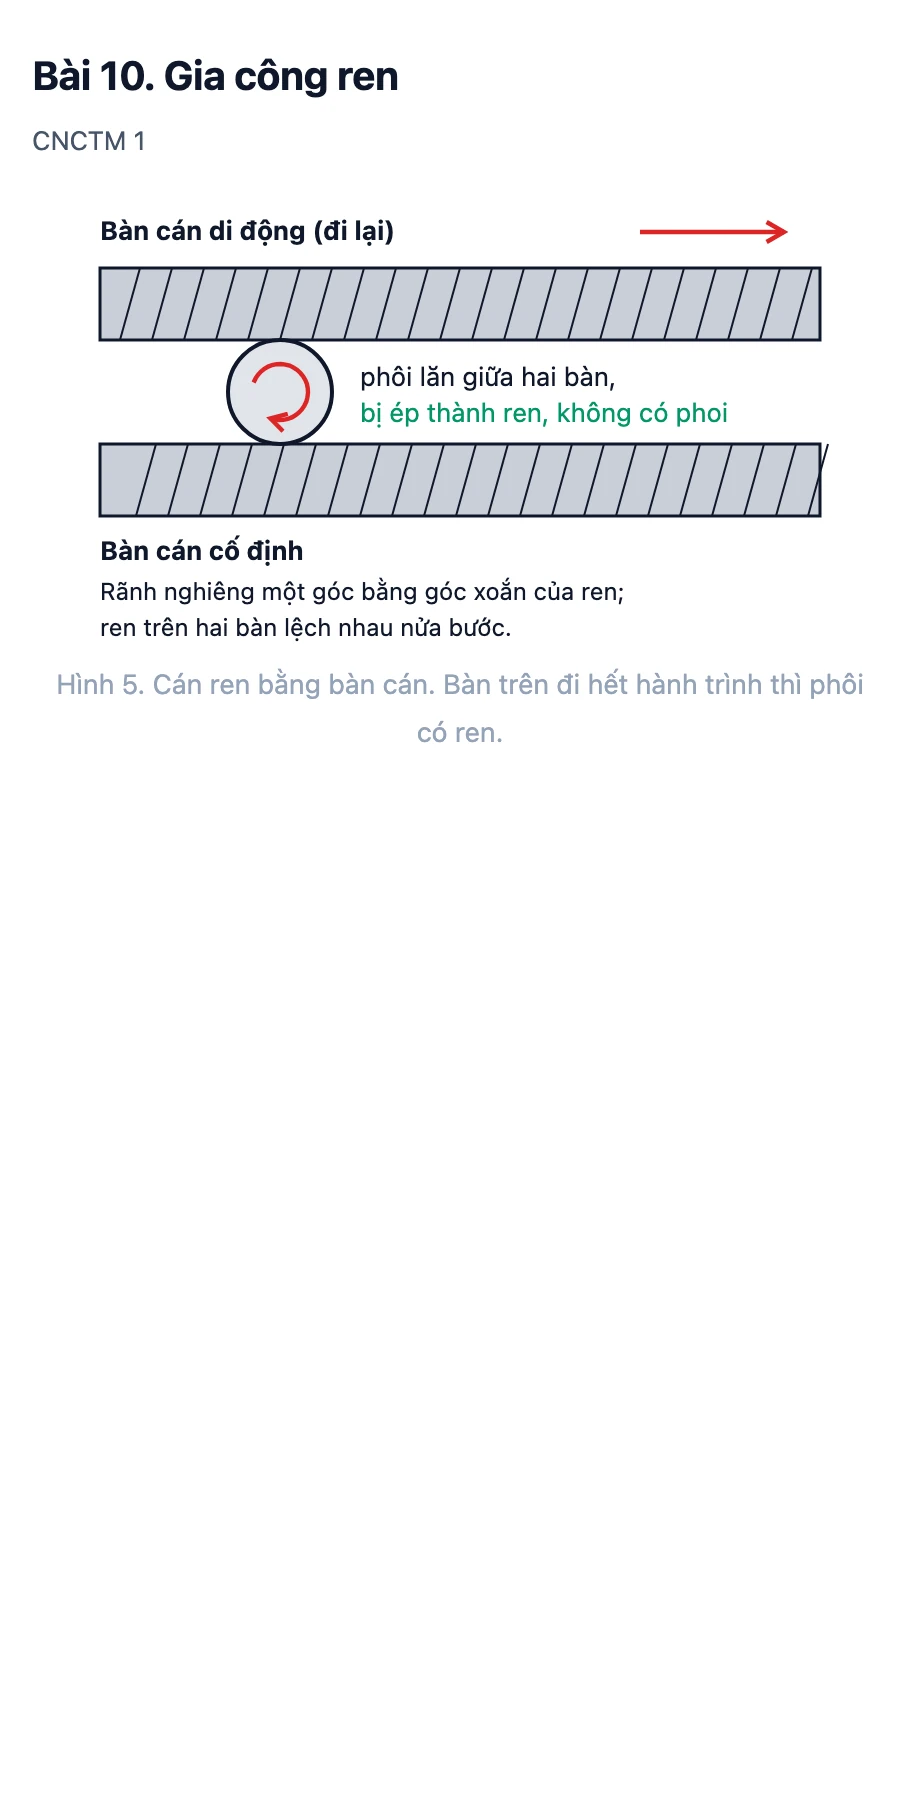 Bài 10. Gia công ren
CNCTM 1
Bàn cán di động (đi lại)
phôi lăn giữa hai bàn,
bị ép thành ren, không có phoi
Bàn cán cố định
Rãnh nghiêng một góc bằng góc xoắn của ren;
ren trên hai bàn lệch nhau nửa bước.
Hình 5. Cán ren bằng bàn cán. Bàn trên đi hết hành trình thì phôi
có ren.